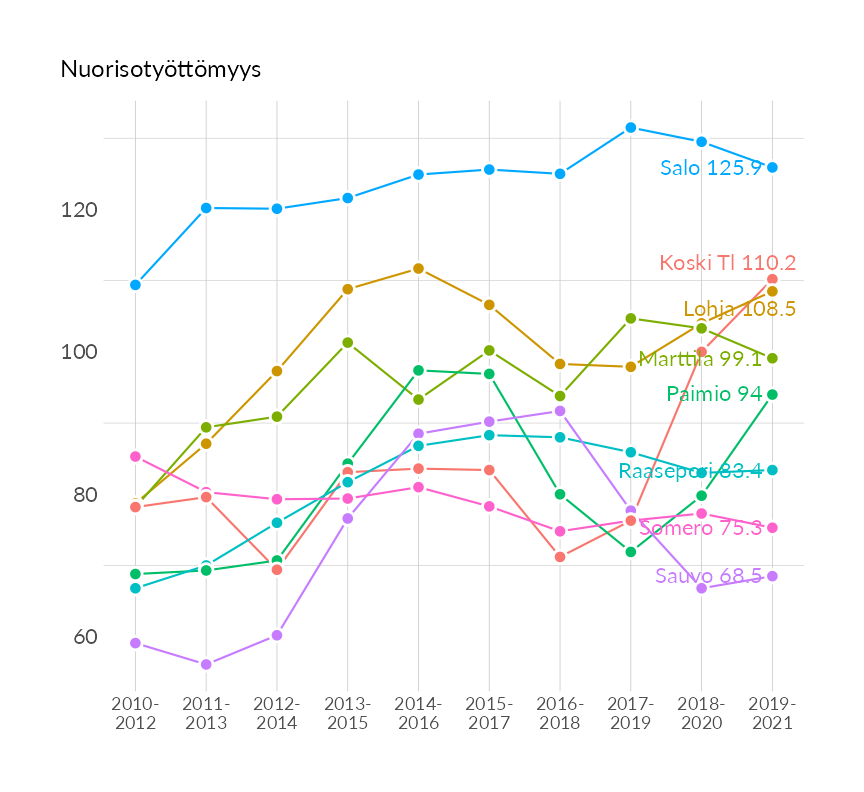 Nuorisotyöttömyys
Salo 125.9
120
Koski Tl 110.2
Lohja 108.5
100
Marttila 99.1
Paimio 94
Raasepori 83.4
80
Somero 75.3
Sauvo 68.5
60
2010-
2012
2011-
2013
2012-
2014
2013-
2015
2014-
2016
2015-
2017
2016-
2018
2017-
2019
2018-
2020
2019-
2021